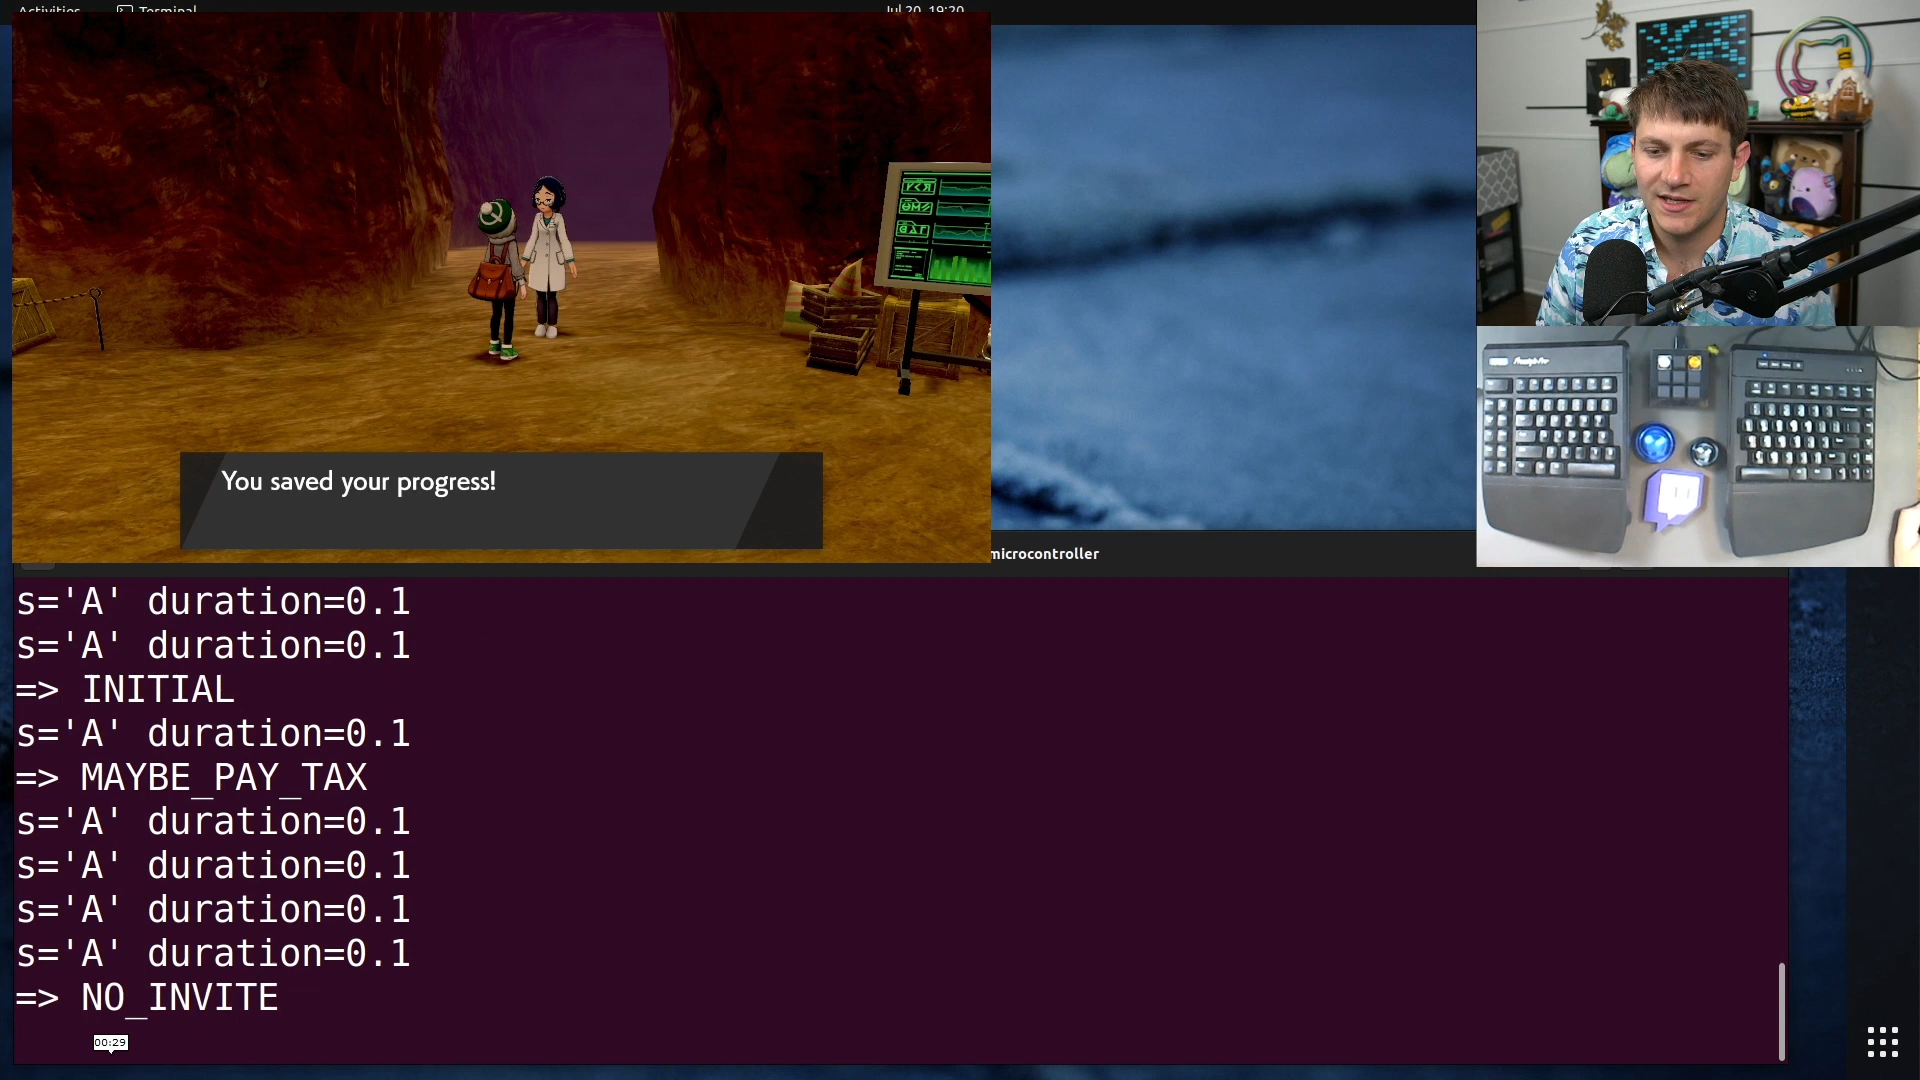 Activities
Terminal
Jul 20 19:20
You saved your progress!
microcontroller
s='A' duration=0.1
s='A' duration=0.1
=> INITIAL
s='A' duration=0.1
=> MAYBE_PAY_TAX
s='A' duration=0.1
s='A' duration=0.1
s='A' duration=0.1
s='A' duration=0.1
=> NO_INVITE
00:29